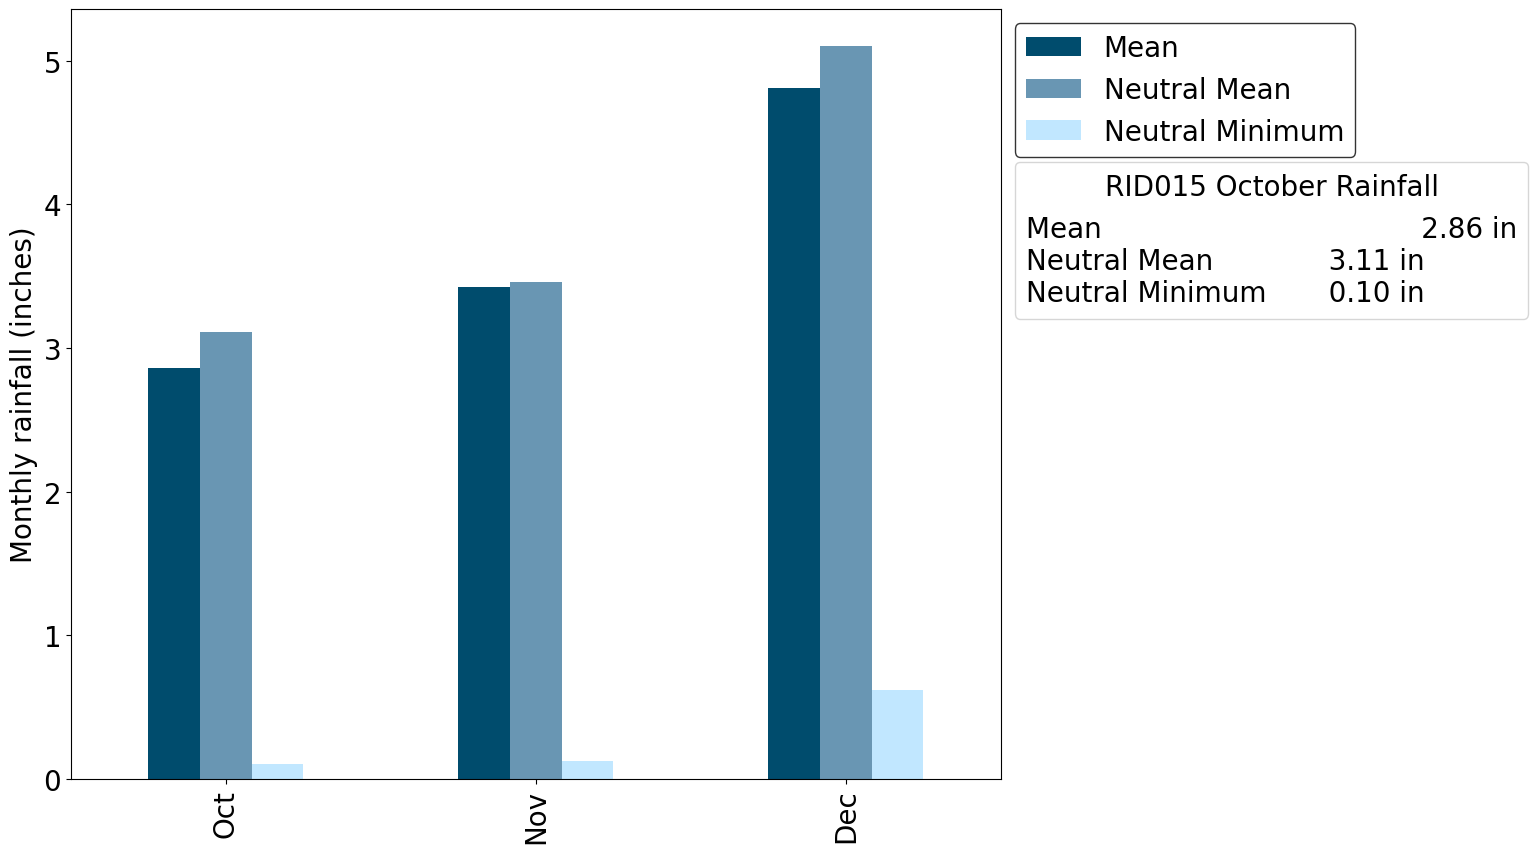 Monthly rainfall (inches)
5
4
3
2
1
0
Oct
Nov
Dec
Mean
Neutral Mean
Neutral Minimum
RID015 October Rainfall
Mean 2.86 in
Neutral Mean 3.11 in
Neutral Minimum 0.10 in